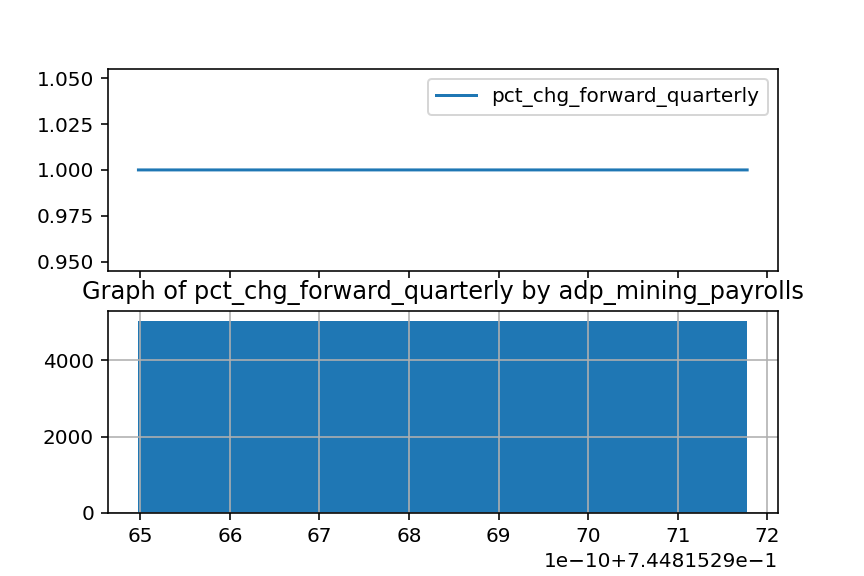 1.050
1.025
1.000
0.975
0.950
pct_chg_forward_quarterly
Graph of pct_chg_forward_quarterly by adp_mining_payrolls
4000
2000
0
65 66 67 68 69 70 71 72
1e−10+7.4481529e−1